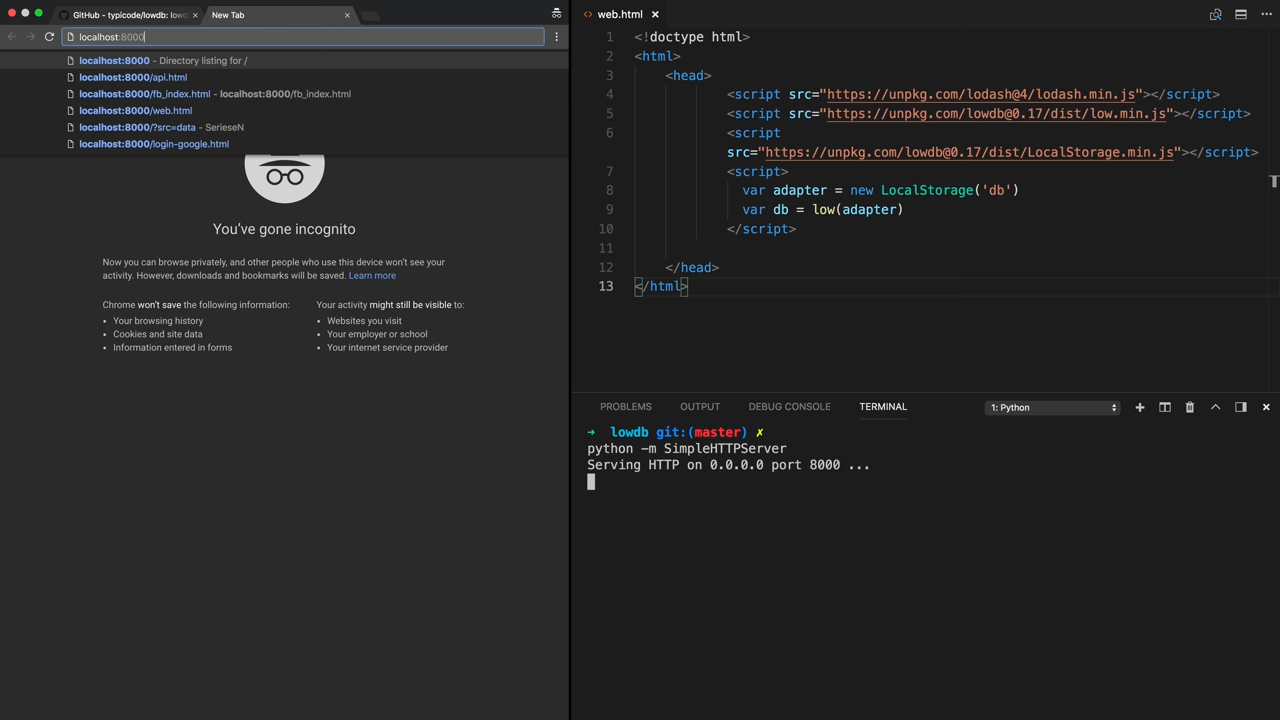 GitHub - typicode/lowdb: lowd
New Tab
localhost:8000
localhost:8000 - Directory listing for /
localhost:8000/api.html
localhost:8000/fb_index.html - localhost:8000/fb_index.html
localhost:8000/web.html
localhost:8000/?src=data - SerieseN
localhost:8000/login-google.html
You've gone incognito
Now you can browse privately, and other people who use this device won't see your
activity. However, downloads and bookmarks will be saved. Learn more
Chrome won't save the following information:
Your browsing history
Cookies and site data
Information entered in forms
Your activity might still be visible to:
Websites you visit
Your employer or school
Your internet service provider
<> web.html ×
1 <!doctype html>
2 <html>
3 <head>
4 <script src="https://unpkg.com/lodash@4/lodash.min.js"></script>
5 <script src="https://unpkg.com/lowdb@0.17/dist/low.min.js"></script>
6 <script
src="https://unpkg.com/lowdb@0.17/dist/LocalStorage.min.js"></script>
7 <script>
8 var adapter = new LocalStorage('db')
9 var db = low(adapter)
10 </script>
11
12 </head>
13 </html>
PROBLEMS OUTPUT DEBUG CONSOLE TERMINAL 1: Python
➜ lowdb git:(master) ✗
python -m SimpleHTTPServer
Serving HTTP on 0.0.0.0 port 8000 ...